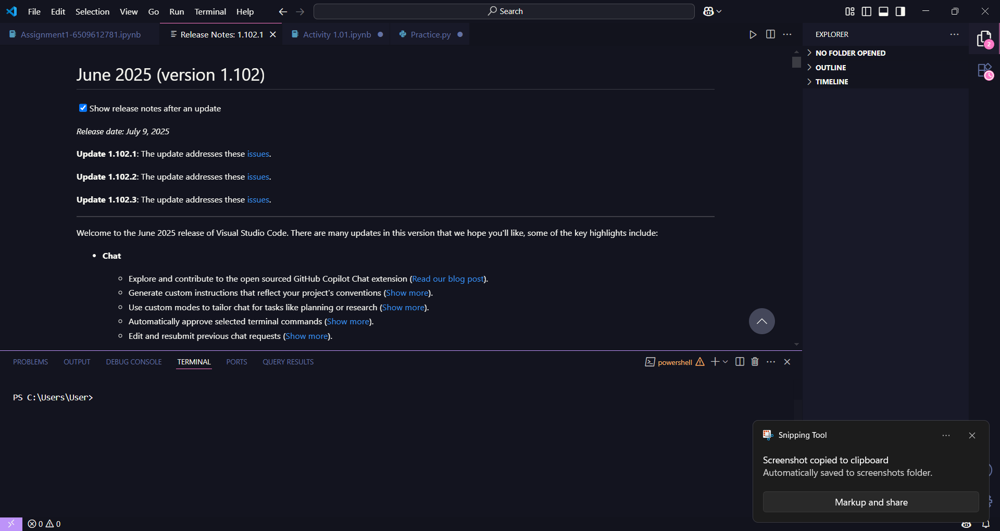 File Edit Selection View Go Run Terminal Help
Search
Assignment1-6509612781.ipynb
Release Notes: 1.102.1
Activity 1.01.ipynb
Practice.py
EXPLORER
2
NO FOLDER OPENED
OUTLINE
TIMELINE
June 2025 (version 1.102)
Show release notes after an update
Release date: July 9, 2025
Update 1.102.1: The update addresses these issues.
Update 1.102.2: The update addresses these issues.
Update 1.102.3: The update addresses these issues.
Welcome to the June 2025 release of Visual Studio Code. There are many updates in this version that we hope you'll like, some of the key highlights include:
• Chat
Explore and contribute to the open sourced GitHub Copilot Chat extension (Read our blog post).
Generate custom instructions that reflect your project's conventions (Show more).
Use custom modes to tailor chat for tasks like planning or research (Show more).
Automatically approve selected terminal commands (Show more).
Edit and resubmit previous chat requests (Show more).
PROBLEMS OUTPUT DEBUG CONSOLE TERMINAL PORTS QUERY RESULTS
powershell
PS C:\Users\User>
Snipping Tool
Screenshot copied to clipboard
Automatically saved to screenshots folder.
Markup and share
0 0